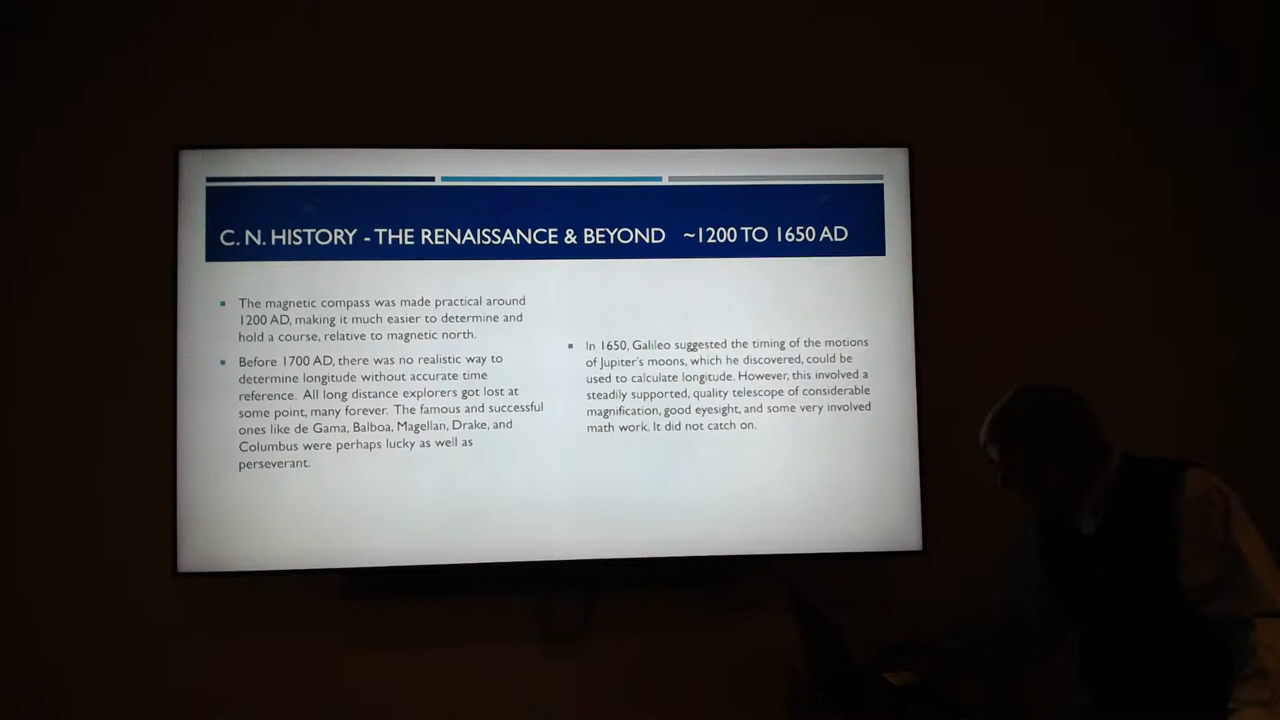 C. N. HISTORY - THE RENAISSANCE & BEYOND ~1200 TO 1650 AD
The magnetic compass was made practical around
1200 AD, making it much easier to determine and
hold a course, relative to magnetic north.
Before 1700 AD, there was no realistic way to
determine longitude without accurate time
reference. All long distance explorers got lost at
some point, many forever. The famous and successful
ones like de Gama, Balboa, Magellan, Drake, and
Columbus were perhaps lucky as well as
perseverant.
In 1650, Galileo suggested the timing of the motions
of Jupiter's moons, which he discovered, could be
used to calculate longitude. However, this involved a
steadily supported, quality telescope of considerable
magnification, good eyesight, and some very involved
math work. It did not catch on.